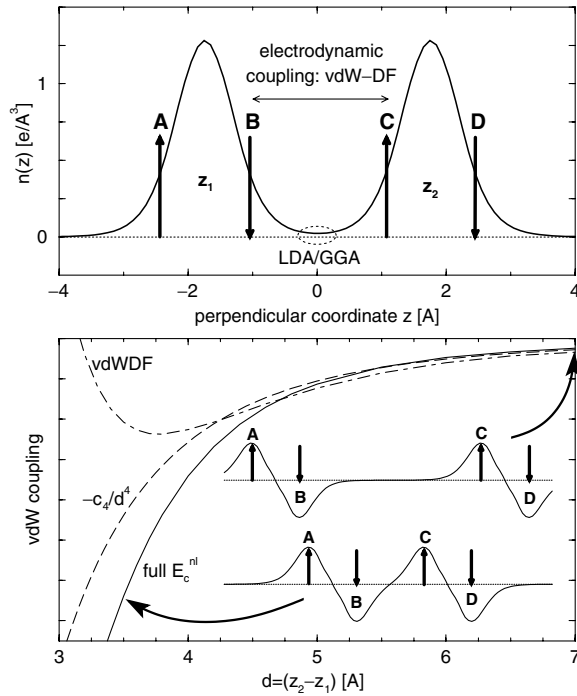 electrodynamic
coupling: vdW−DF
A B C D
z₁ z₂
LDA/GGA
n(z) [e/A³]
1
0
−4 −2 0 2 4
perpendicular coordinate z [A]
vdWDF
−c₄/d⁴
full E_c^nl
A C
B D
A C
B D
vdW coupling
3 4 5 6 7
d=(z₂−z₁) [A]